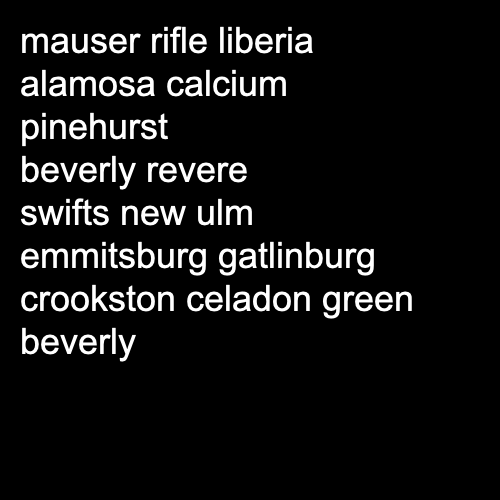 mauser rifle liberia
alamosa calcium
pinehurst
beverly revere
swifts new ulm
emmitsburg gatlinburg
crookston celadon green
beverly